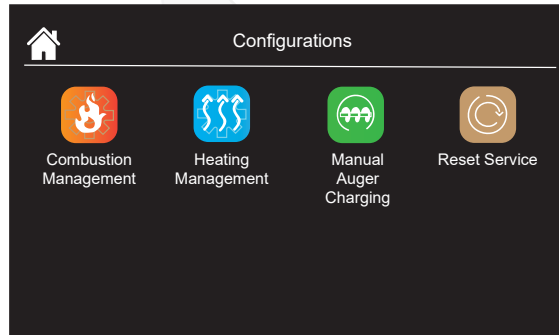 Configurations
Combustion
Management
Heating
Management
Manual
Auger
Charging
Reset Service